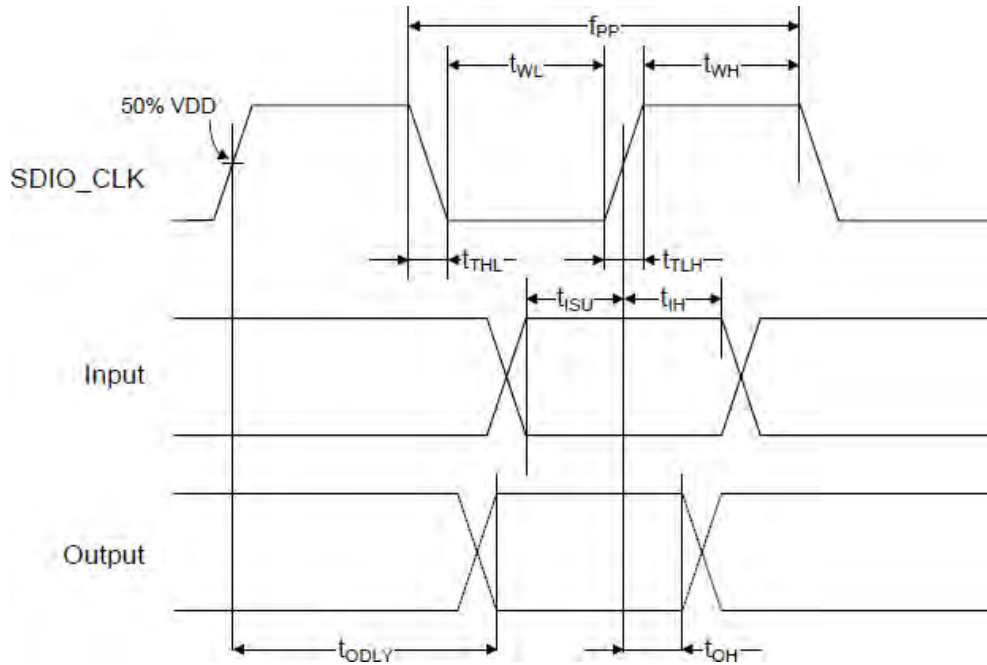 fPP
tWL
tWH
50% VDD
SDIO_CLK
tTHL
tTLH
tISU
tIH
Input
Output
tODLY
tOH